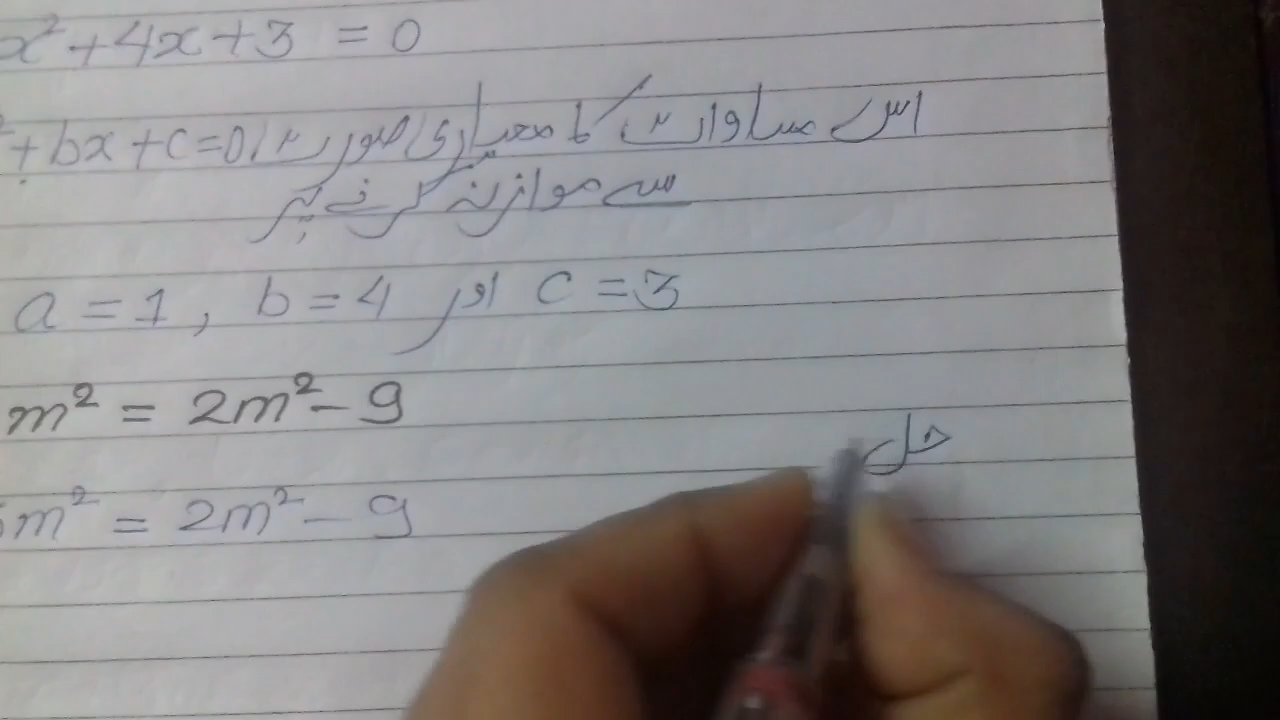 x² + 4x + 3 = 0
اس مساوات کا معیاری صورت ² + bx + c = 0
سے موازنہ کرنے پر
a = 1 , b = 4 اور c = 3
m² = 2m² - 9
حل
m² = 2m² - 9